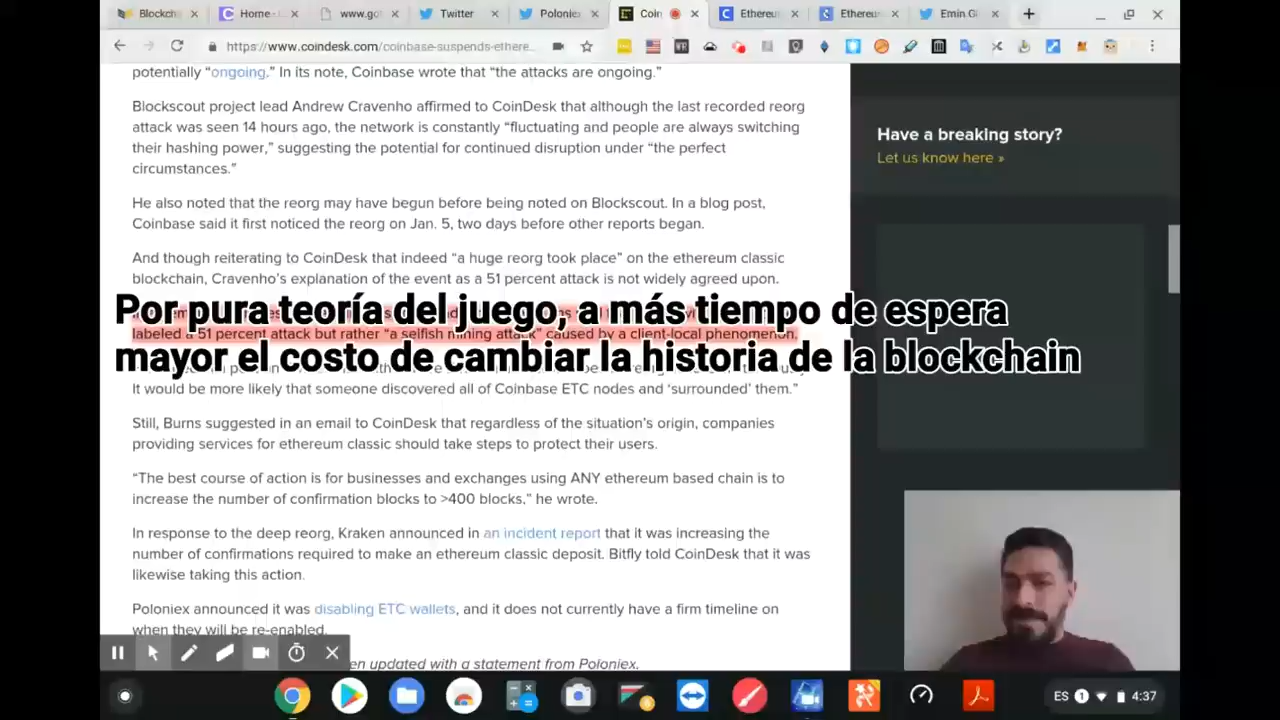 Blockch
Home -
www.go
Twitter
Polonie
Coin
Ethereu
Ethereu
Emin G
https://www.coindesk.com/coinbase-suspends-ethere...
potentially “ongoing.” In its note, Coinbase wrote that “the attacks are ongoing.”
Blockscout project lead Andrew Cravenho affirmed to CoinDesk that although the last recorded reorg
attack was seen 14 hours ago, the network is constantly “fluctuating and people are always switching
their hashing power,” suggesting the potential for continued disruption under “the perfect
circumstances.”
He also noted that the reorg may have begun before being noted on Blockscout. In a blog post,
Coinbase said it first noticed the reorg on Jan. 5, two days before other reports began.
And though reiterating to CoinDesk that indeed “a huge reorg took place” on the ethereum classic
blockchain, Cravenho’s explanation of the event as a 51 percent attack is not widely agreed upon.
Por pura teoría del juego, a más tiempo de espera
labeled a 51 percent attack but rather “a selfish mining attack” caused by a client-local phenomenon.
mayor el costo de cambiar la historia de la blockchain
It would be more likely that someone discovered all of Coinbase ETC nodes and ‘surrounded’ them.”
Still, Burns suggested in an email to CoinDesk that regardless of the situation’s origin, companies
providing services for ethereum classic should take steps to protect their users.
“The best course of action is for businesses and exchanges using ANY ethereum based chain is to
increase the number of confirmation blocks to >400 blocks,” he wrote.
In response to the deep reorg, Kraken announced in an incident report that it was increasing the
number of confirmations required to make an ethereum classic deposit. Bitfly told CoinDesk that it was
likewise taking this action.
Poloniex announced it was disabling ETC wallets, and it does not currently have a firm timeline on
when they will be re-enabled.
en updated with a statement from Poloniex.
Have a breaking story?
Let us know here »
ES 1 4:37